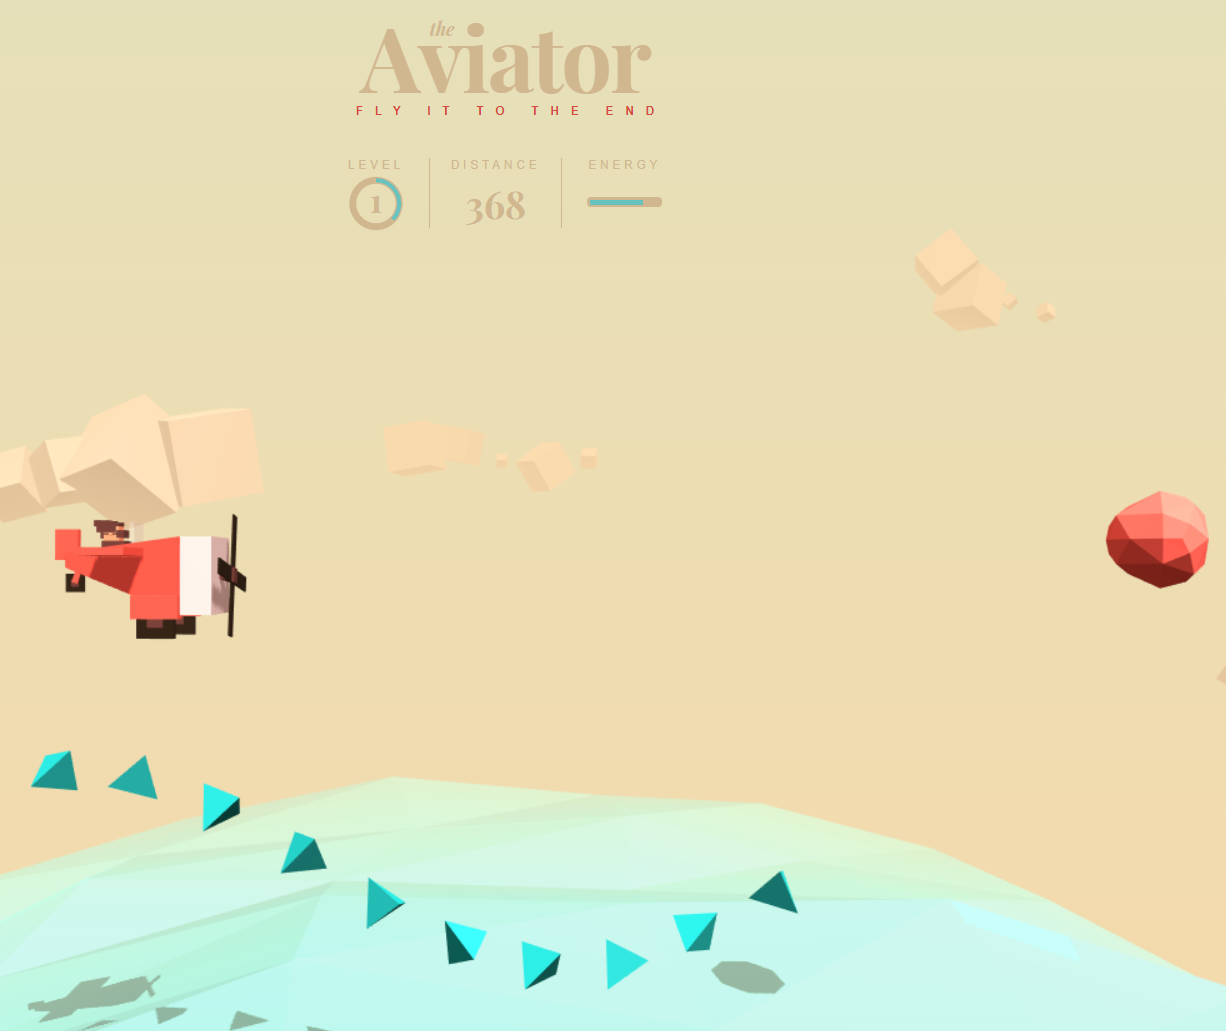 the
Aviator
FLY IT TO THE END
LEVEL DISTANCE ENERGY
1 368